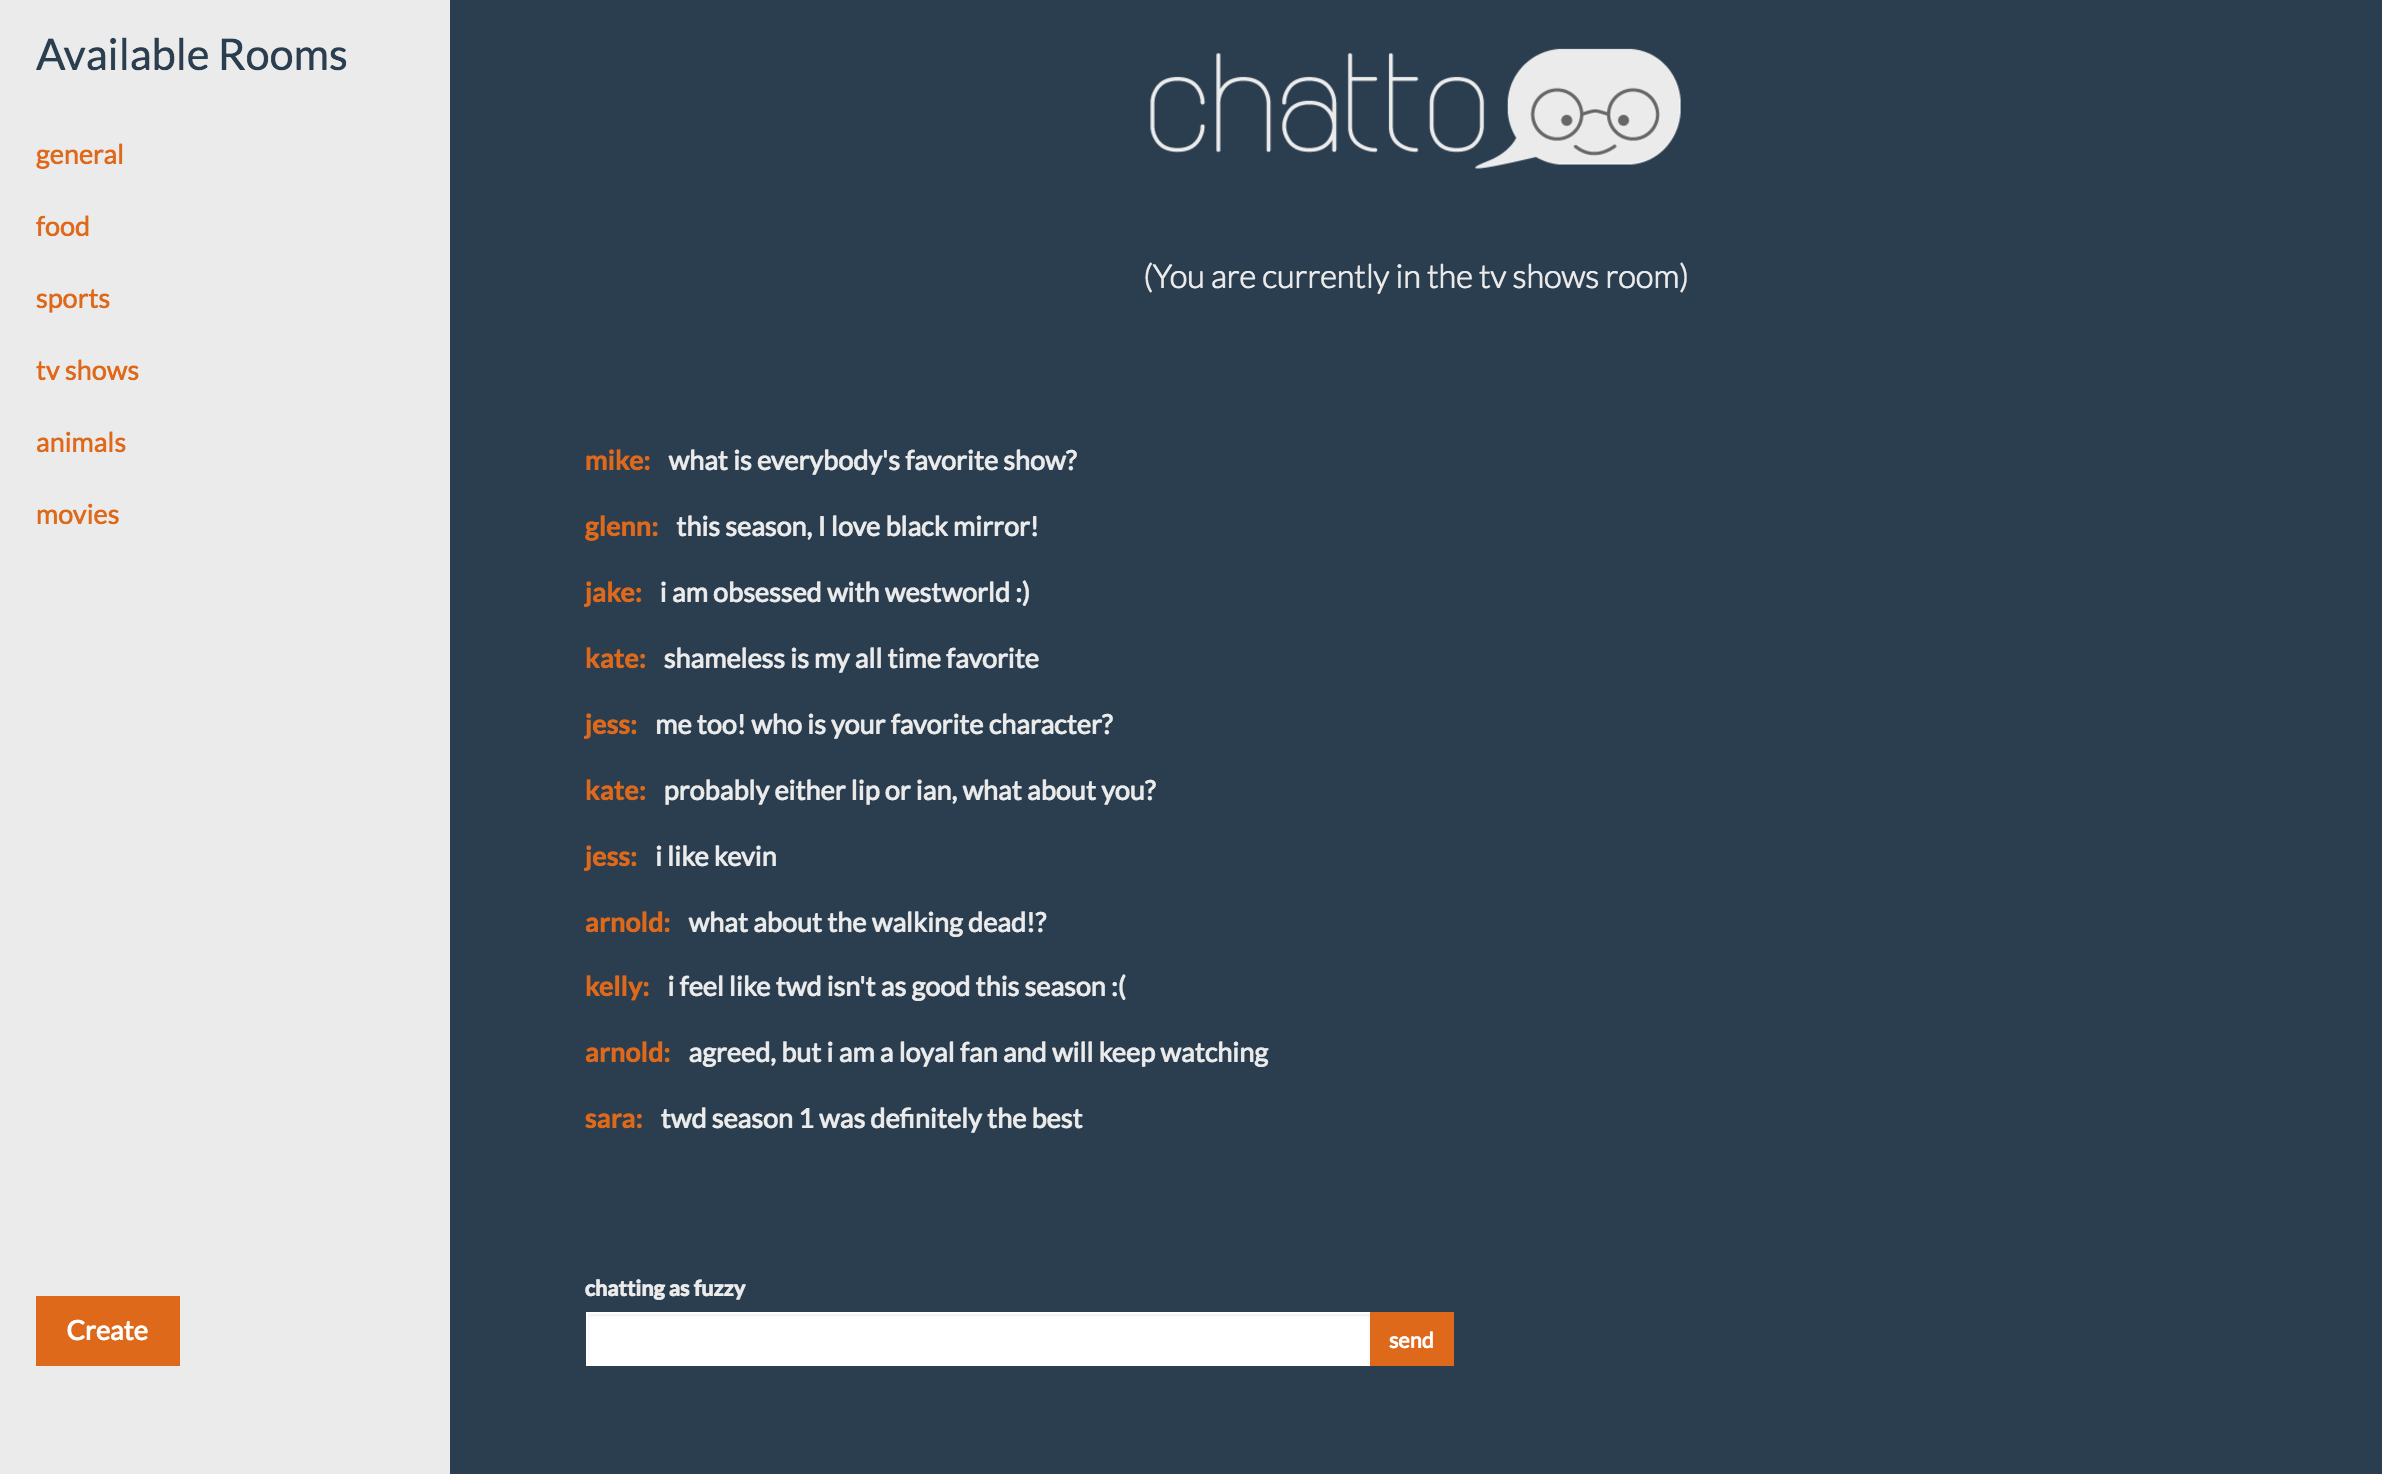 Available Rooms
general
food
sports
tv shows
animals
movies
Create
chatto
(You are currently in the tv shows room)
mike: what is everybody's favorite show?
glenn: this season, I love black mirror!
jake: i am obsessed with westworld :)
kate: shameless is my all time favorite
jess: me too! who is your favorite character?
kate: probably either lip or ian, what about you?
jess: i like kevin
arnold: what about the walking dead!?
kelly: i feel like twd isn't as good this season :(
arnold: agreed, but i am a loyal fan and will keep watching
sara: twd season 1 was definitely the best
chatting as fuzzy
send